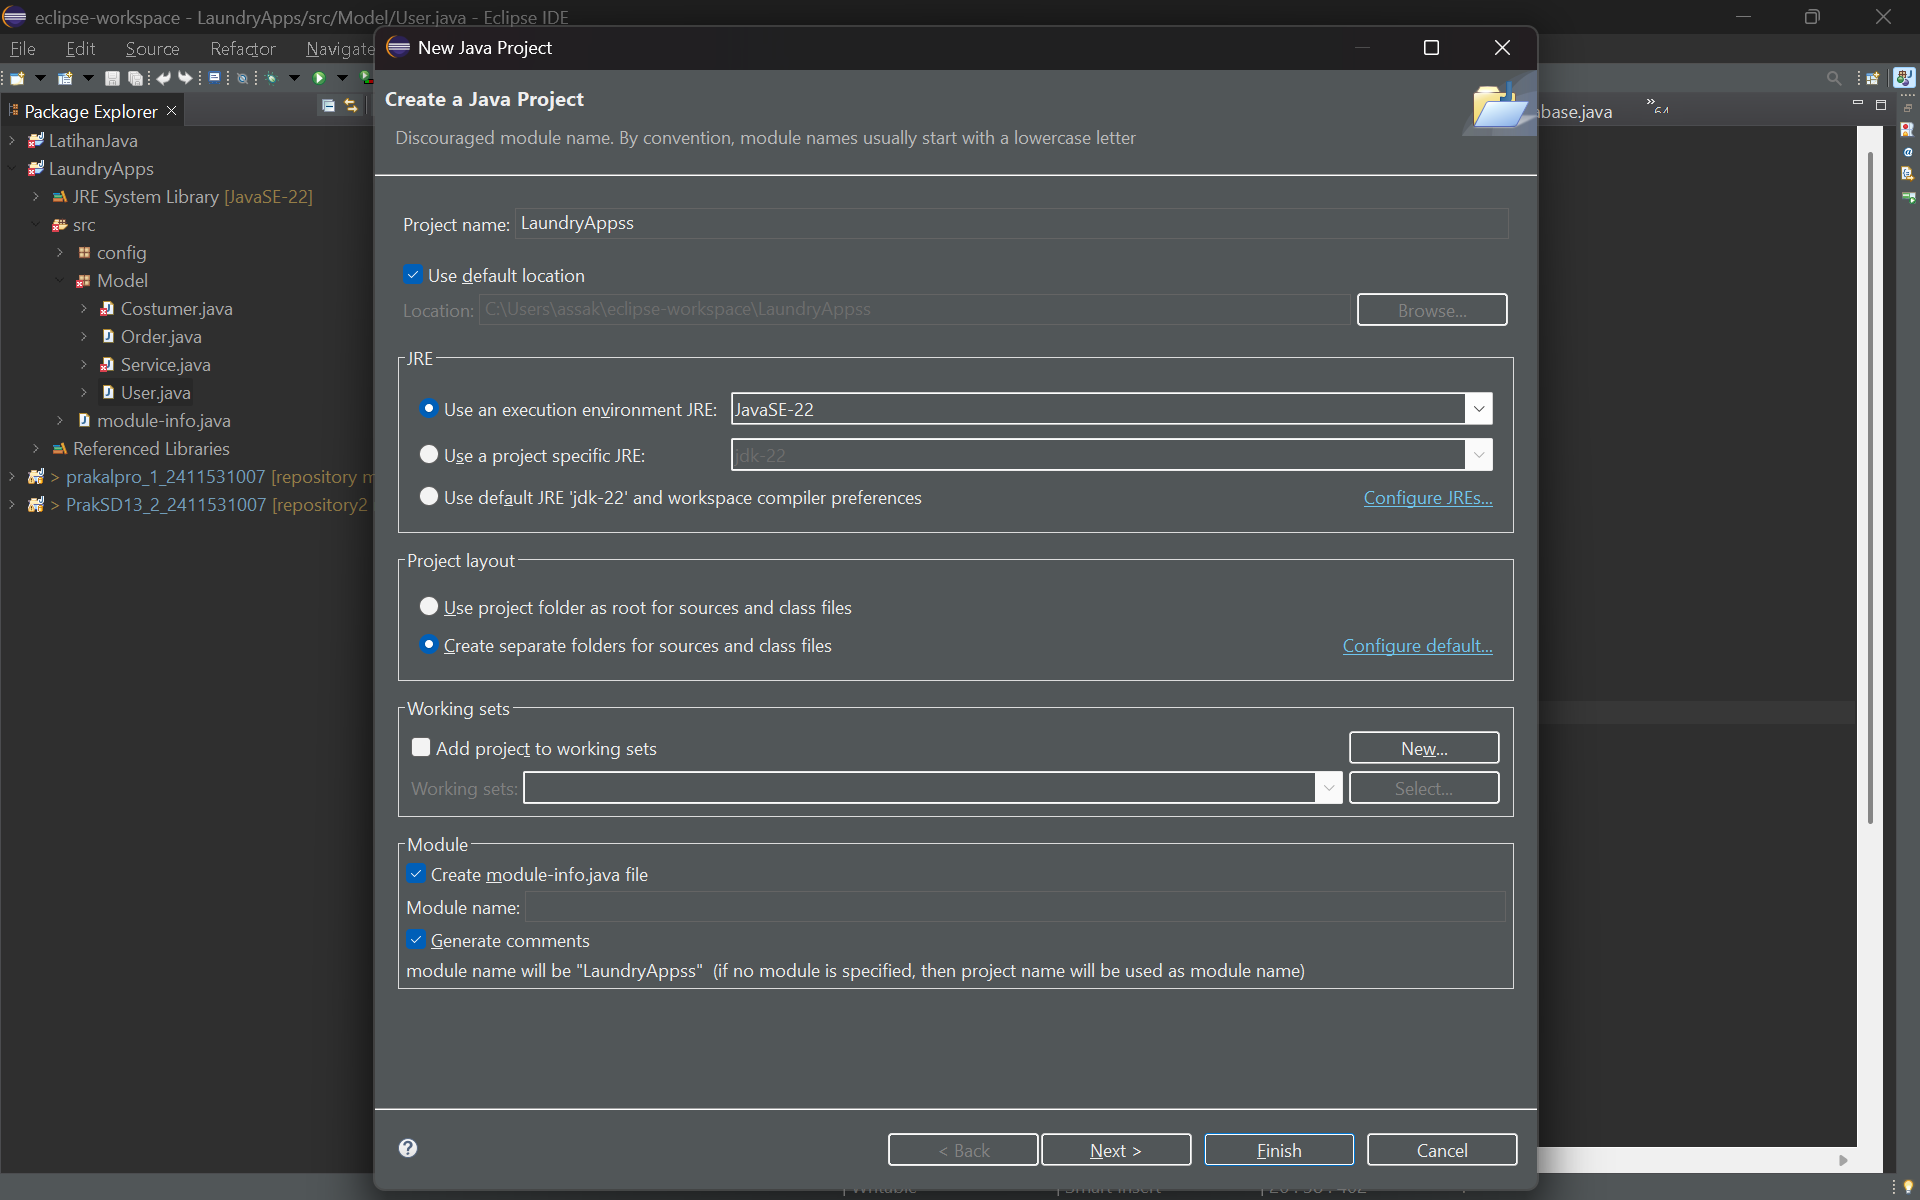 eclipse-workspace - LaundryApps/src/Model/User.java - Eclipse IDE
File Edit Source Refactor Navigate
New Java Project
Package Explorer
LatihanJava
LaundryApps
JRE System Library [JavaSE-22]
src
config
Model
Costumer.java
Order.java
Service.java
User.java
module-info.java
Referenced Libraries
> prakalpro_1_2411531007 [repository m
> PrakSD13_2_2411531007 [repository2
Create a Java Project
Discouraged module name. By convention, module names usually start with a lowercase letter
Project name: LaundryAppss
Use default location
Location: C:\Users\assak\eclipse-workspace\LaundryAppss
Browse...
JRE
Use an execution environment JRE: JavaSE-22
Use a project specific JRE: jdk-22
Use default JRE 'jdk-22' and workspace compiler preferences
Configure JREs...
Project layout
Use project folder as root for sources and class files
Create separate folders for sources and class files
Configure default...
Working sets
Add project to working sets
New...
Working sets:
Select...
Module
Create module-info.java file
Module name:
Generate comments
module name will be "LaundryAppss" (if no module is specified, then project name will be used as module name)
< Back
Next >
Finish
Cancel
base.java
»64